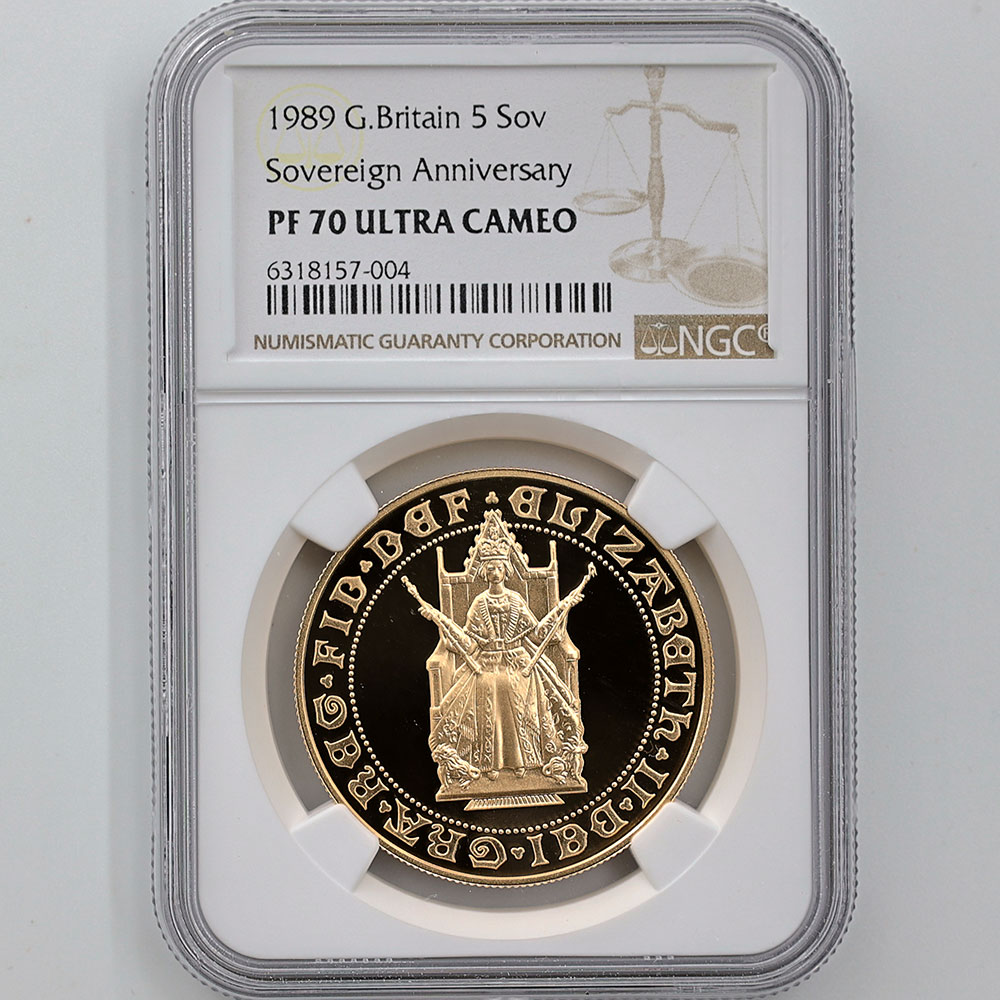 1989 G.Britain 5 Sov
Sovereign Anniversary
PF 70 ULTRA CAMEO
6318157-004
NUMISMATIC GUARANTY CORPORATION
NGC®
ELIZABETH·II·DEI·GRA·REG·FID·DEF·